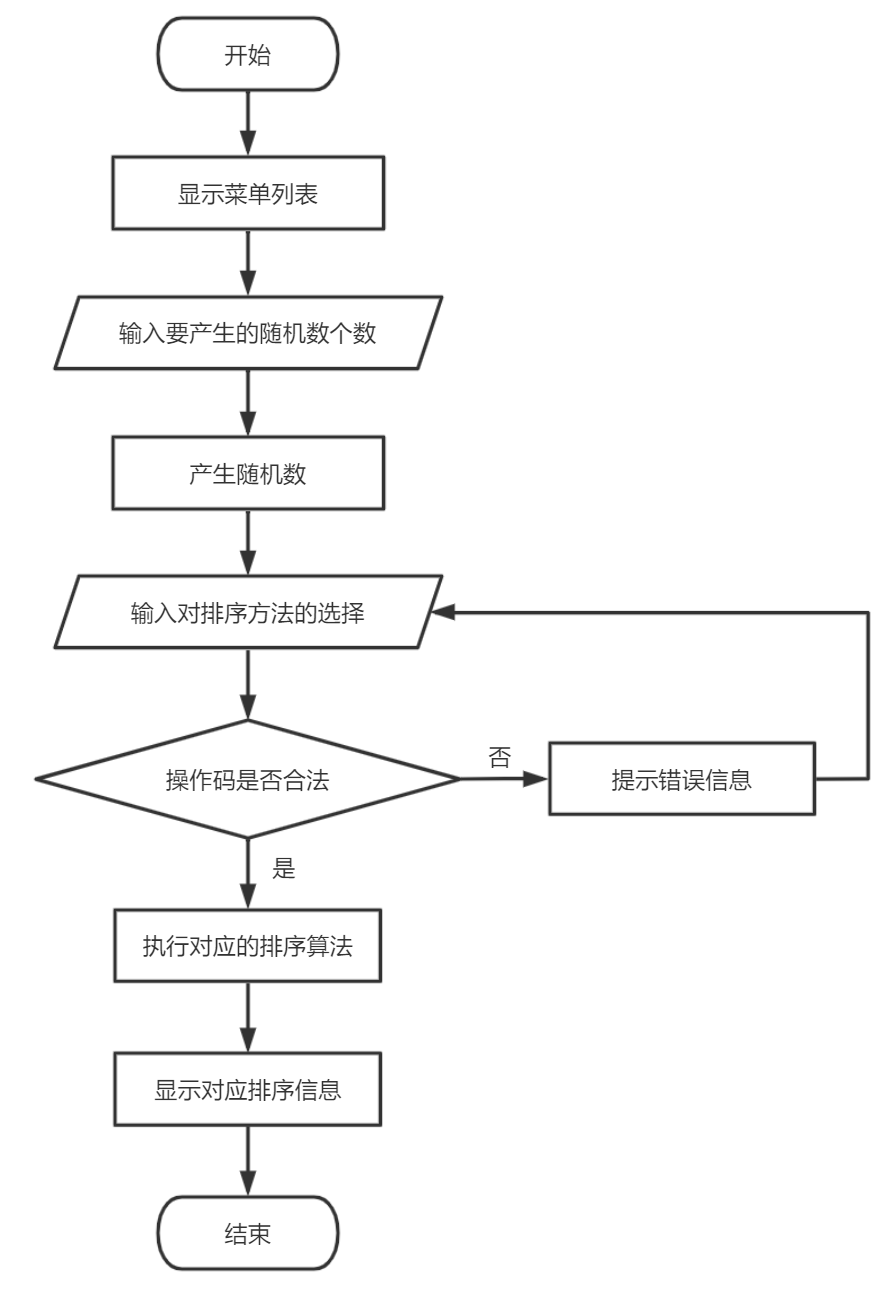 开始
显示菜单列表
输入要产生的随机数个数
产生随机数
输入对排序方法的选择
操作码是否合法
否
提示错误信息
是
执行对应的排序算法
显示对应排序信息
结束